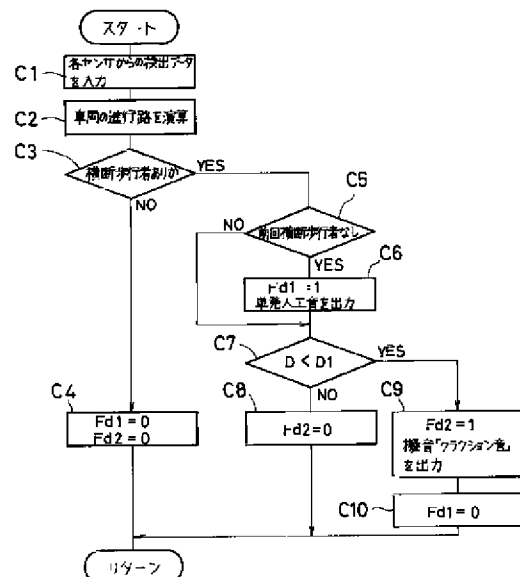 スタート
C1
各センサからの検出データ
を入力
C2
車両の進行路を演算
C3
横断歩行者ありか
YES
NO
C5
前回横断歩行者なし
NO
YES
C6
Fd1 =1
単発人工音を出力
C7
D < D1
YES
NO
C4
Fd1 = 0
Fd2 = 0
C8
Fd2=0
C9
Fd2 = 1
擬音「クラクション音」
を出力
C10
Fd1 = 0
リターン